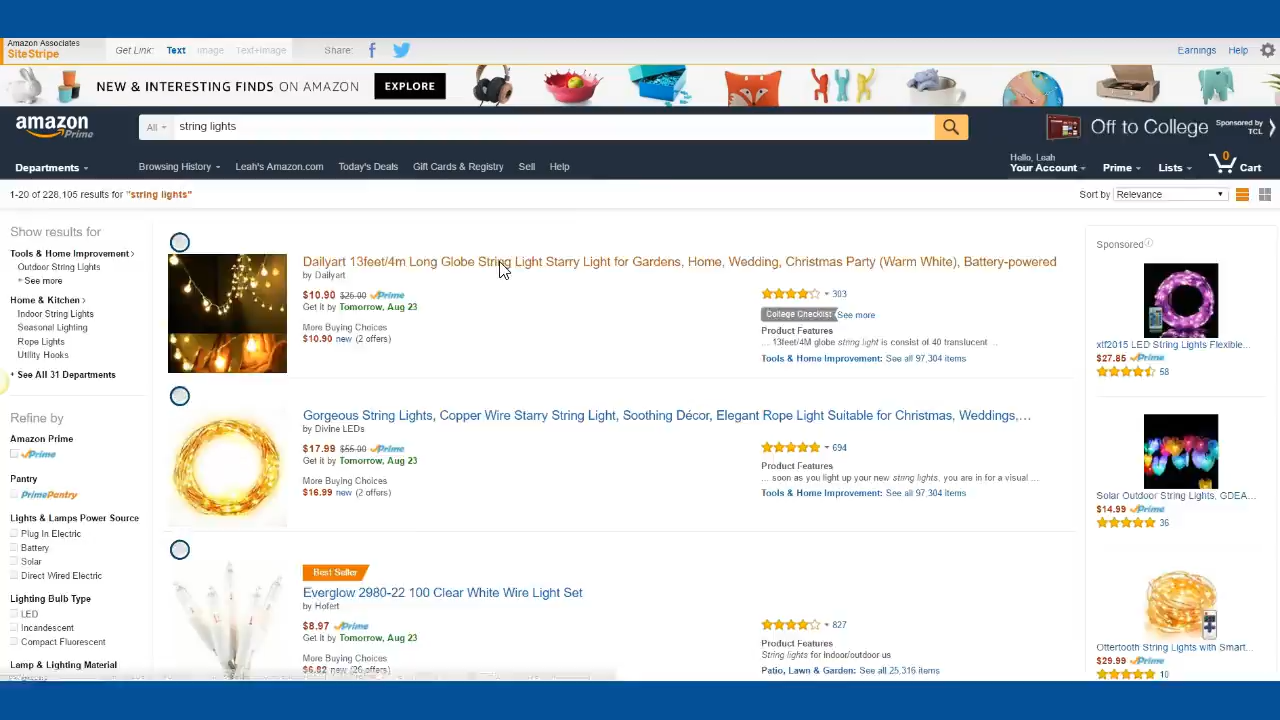 Amazon Associates
SiteStripe
Get Link: Text Image Text+Image Share:
Earnings Help
NEW & INTERESTING FINDS ON AMAZON EXPLORE
amazon
Prime
All
string lights
Off to College
Sponsored by
TCL
Departments
Browsing History Leah's Amazon.com Today's Deals Gift Cards & Registry Sell Help
Hello, Leah
Your Account
Prime
Lists
0
Cart
1-20 of 228,105 results for "string lights"
Sort by Relevance
Show results for
Tools & Home Improvement
Outdoor String Lights
+ See more
Home & Kitchen
Indoor String Lights
Seasonal Lighting
Rope Lights
Utility Hooks
+ See All 31 Departments
Refine by
Amazon Prime
Prime
Pantry
PrimePantry
Lights & Lamps Power Source
Plug In Electric
Battery
Solar
Direct Wired Electric
Lighting Bulb Type
LED
Incandescent
Compact Fluorescent
Lamp & Lighting Material
Dailyart 13feet/4m Long Globe String Light Starry Light for Gardens, Home, Wedding, Christmas Party (Warm White), Battery-powered
by Dailyart
$10.90 $26.00 Prime
Get it by Tomorrow, Aug 23
More Buying Choices
$10.90 new (2 offers)
303
College Checklist See more
Product Features
... 13feet/4M globe string light is consist of 40 translucent ...
Tools & Home Improvement: See all 97,304 items
Gorgeous String Lights, Copper Wire Starry String Light, Soothing Décor, Elegant Rope Light Suitable for Christmas, Weddings,...
by Divine LEDs
$17.99 $55.00 Prime
Get it by Tomorrow, Aug 23
More Buying Choices
$16.99 new (2 offers)
694
Product Features
... soon as you light up your new string lights, you are in for a visual ...
Tools & Home Improvement: See all 97,304 items
Best Seller
Everglow 2980-22 100 Clear White Wire Light Set
by Hofert
$8.97 Prime
Get it by Tomorrow, Aug 23
More Buying Choices
$6.82 new (26 offers)
827
Product Features
String lights for indoor/outdoor us
Patio, Lawn & Garden: See all 25,316 items
Sponsored
xtf2015 LED String Lights Flexible...
$27.85 Prime
58
Solar Outdoor String Lights, GDEA...
$14.99 Prime
36
Ottertooth String Lights with Smart...
$29.99 Prime
10